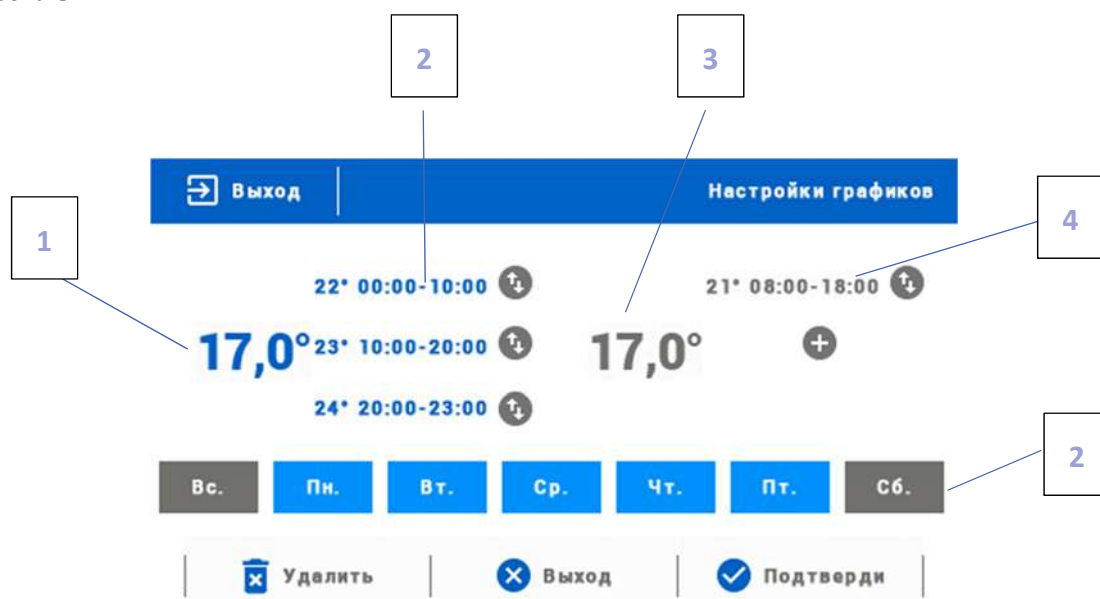 2
3
Выход
Настройки графиков
4
1
22° 00:00-10:00
21° 08:00-18:00
17,0°
23° 10:00-20:00
17,0°
24° 20:00-23:00
2
Вс.
Пн.
Вт.
Ср.
Чт.
Пт.
Сб.
Удалить
Выход
Подтверди